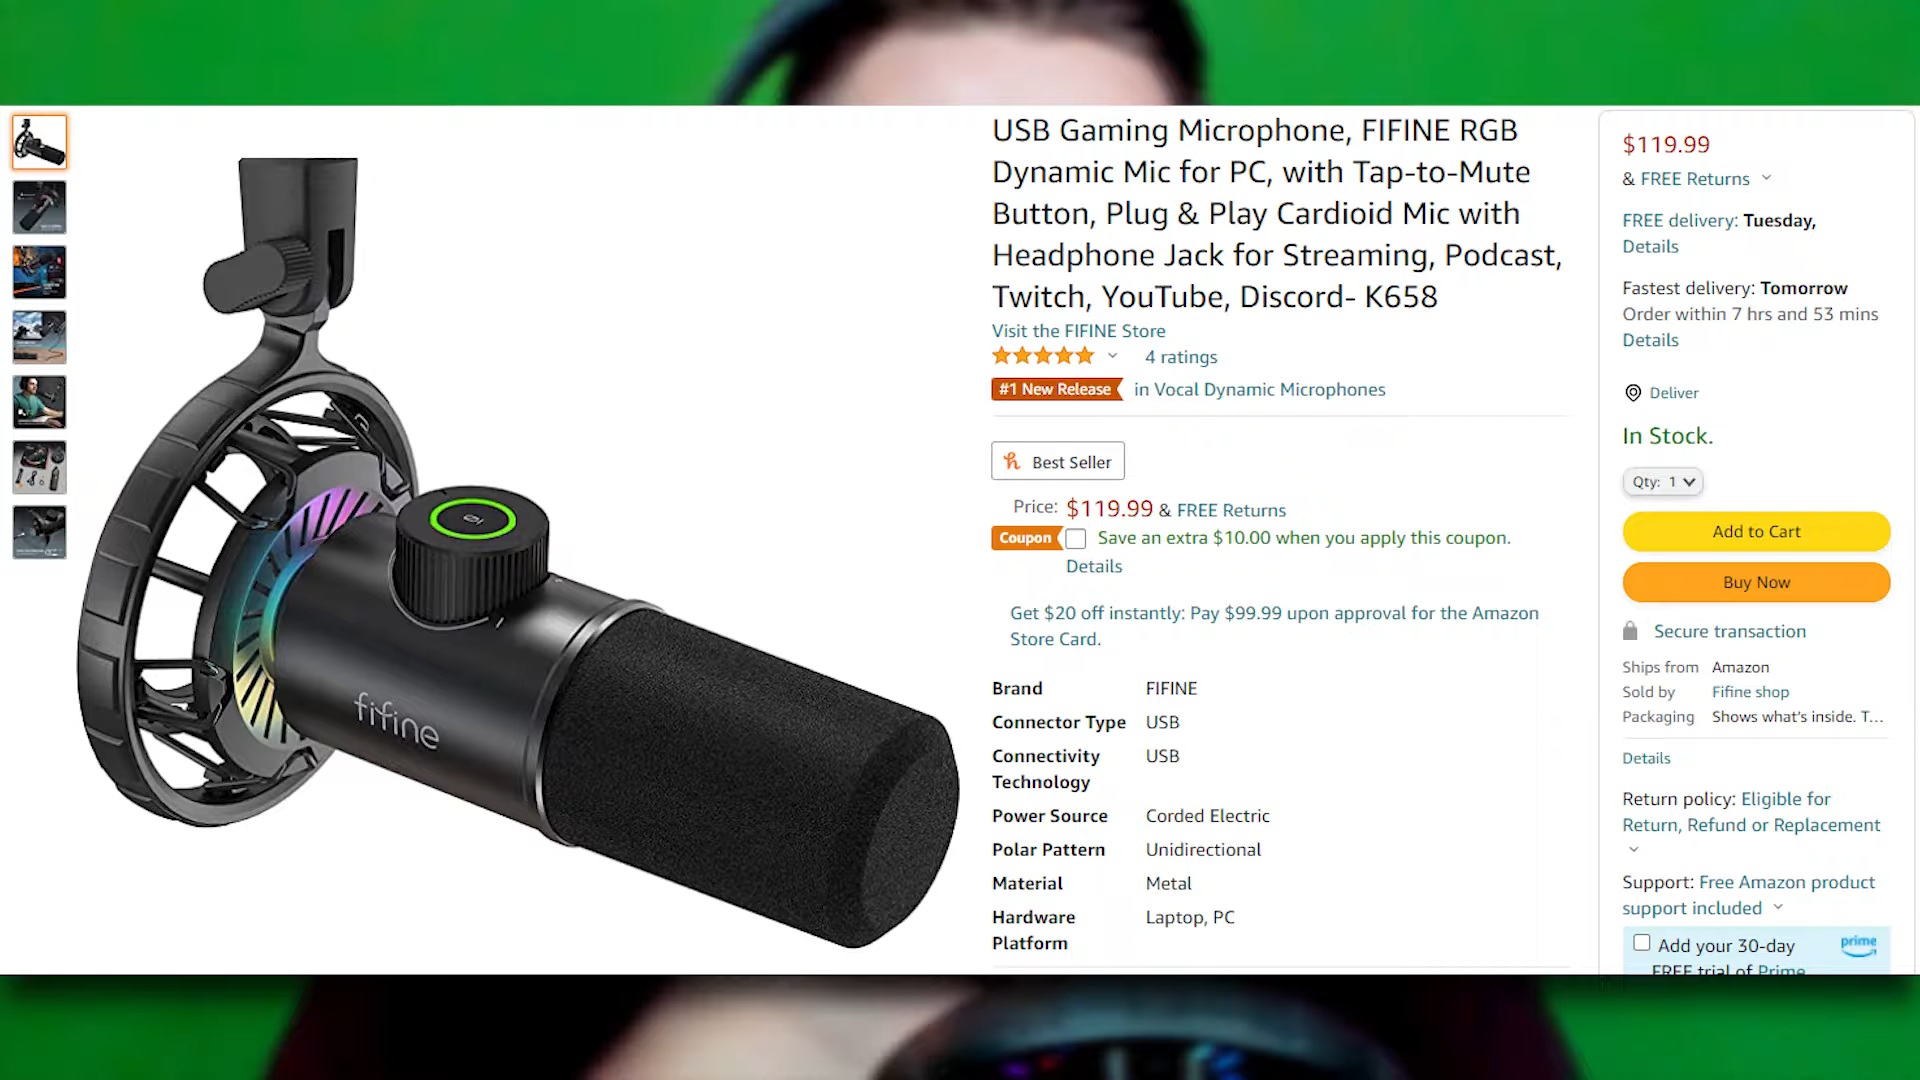 fifine
USB Gaming Microphone, FIFINE RGB
Dynamic Mic for PC, with Tap-to-Mute
Button, Plug & Play Cardioid Mic with
Headphone Jack for Streaming, Podcast,
Twitch, YouTube, Discord- K658
Visit the FIFINE Store
4 ratings
#1 New Release in Vocal Dynamic Microphones
Best Seller
Price: $119.99 & FREE Returns
Coupon Save an extra $10.00 when you apply this coupon.
Details
Get $20 off instantly: Pay $99.99 upon approval for the Amazon
Store Card.
Brand FIFINE
Connector Type USB
Connectivity USB
Technology
Power Source Corded Electric
Polar Pattern Unidirectional
Material Metal
Hardware Laptop, PC
Platform
$119.99
& FREE Returns
FREE delivery: Tuesday,
Details
Fastest delivery: Tomorrow
Order within 7 hrs and 53 mins
Details
Deliver
In Stock.
Qty: 1
Add to Cart
Buy Now
Secure transaction
Ships from Amazon
Sold by Fifine shop
Packaging Shows what's inside. T...
Details
Return policy: Eligible for
Return, Refund or Replacement
Support: Free Amazon product
support included
Add your 30-day prime
FREE trial of Prime